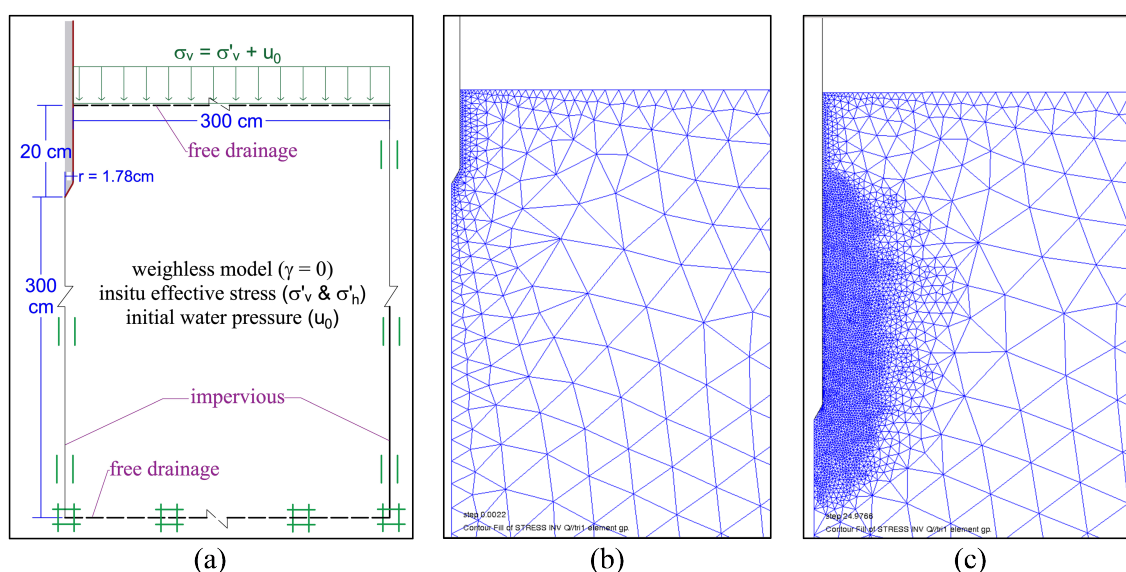 σv = σ'v + u0
300 cm
20 cm
free drainage
r = 1.78cm
weighless model (γ = 0)
300
cm
insitu effective stress (σ'v & σ'h)
initial water pressure (u0)
impervious
free drainage
step 0.0022
Contour Fill of STRESS INV Q//tri1 element gp.
step 24.9766
Contour Fill of STRESS INV Q//tri1 element gp.
(a)
(b)
(c)